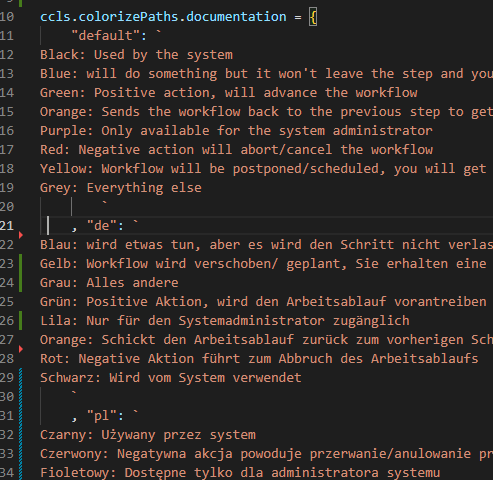 10 ccls.colorizePaths.documentation = {
11 "default": `
12 Black: Used by the system
13 Blue: will do something but it won't leave the step and you
14 Green: Positive action, will advance the workflow
15 Orange: Sends the workflow back to the previous step to get
16 Purple: Only available for the system administrator
17 Red: Negative action will abort/cancel the workflow
18 Yellow: Workflow will be postponed/scheduled, you will get
19 Grey: Everything else
20 `
21 , "de": `
22 Blau: wird etwas tun, aber es wird den Schritt nicht verlas
23 Gelb: Workflow wird verschoben/ geplant, Sie erhalten eine
24 Grau: Alles andere
25 Grün: Positive Aktion, wird den Arbeitsablauf vorantreiben
26 Lila: Nur für den Systemadministrator zugänglich
27 Orange: Schickt den Arbeitsablauf zurück zum vorherigen Sch
28 Rot: Negative Aktion führt zum Abbruch des Arbeitsablaufs
29 Schwarz: Wird vom System verwendet
30 `
31 , "pl": `
32 Czarny: Używany przez system
33 Czerwony: Negatywna akcja powoduje przerwanie/anulowanie pr
34 Fioletowy: Dostępne tylko dla administratora systemu